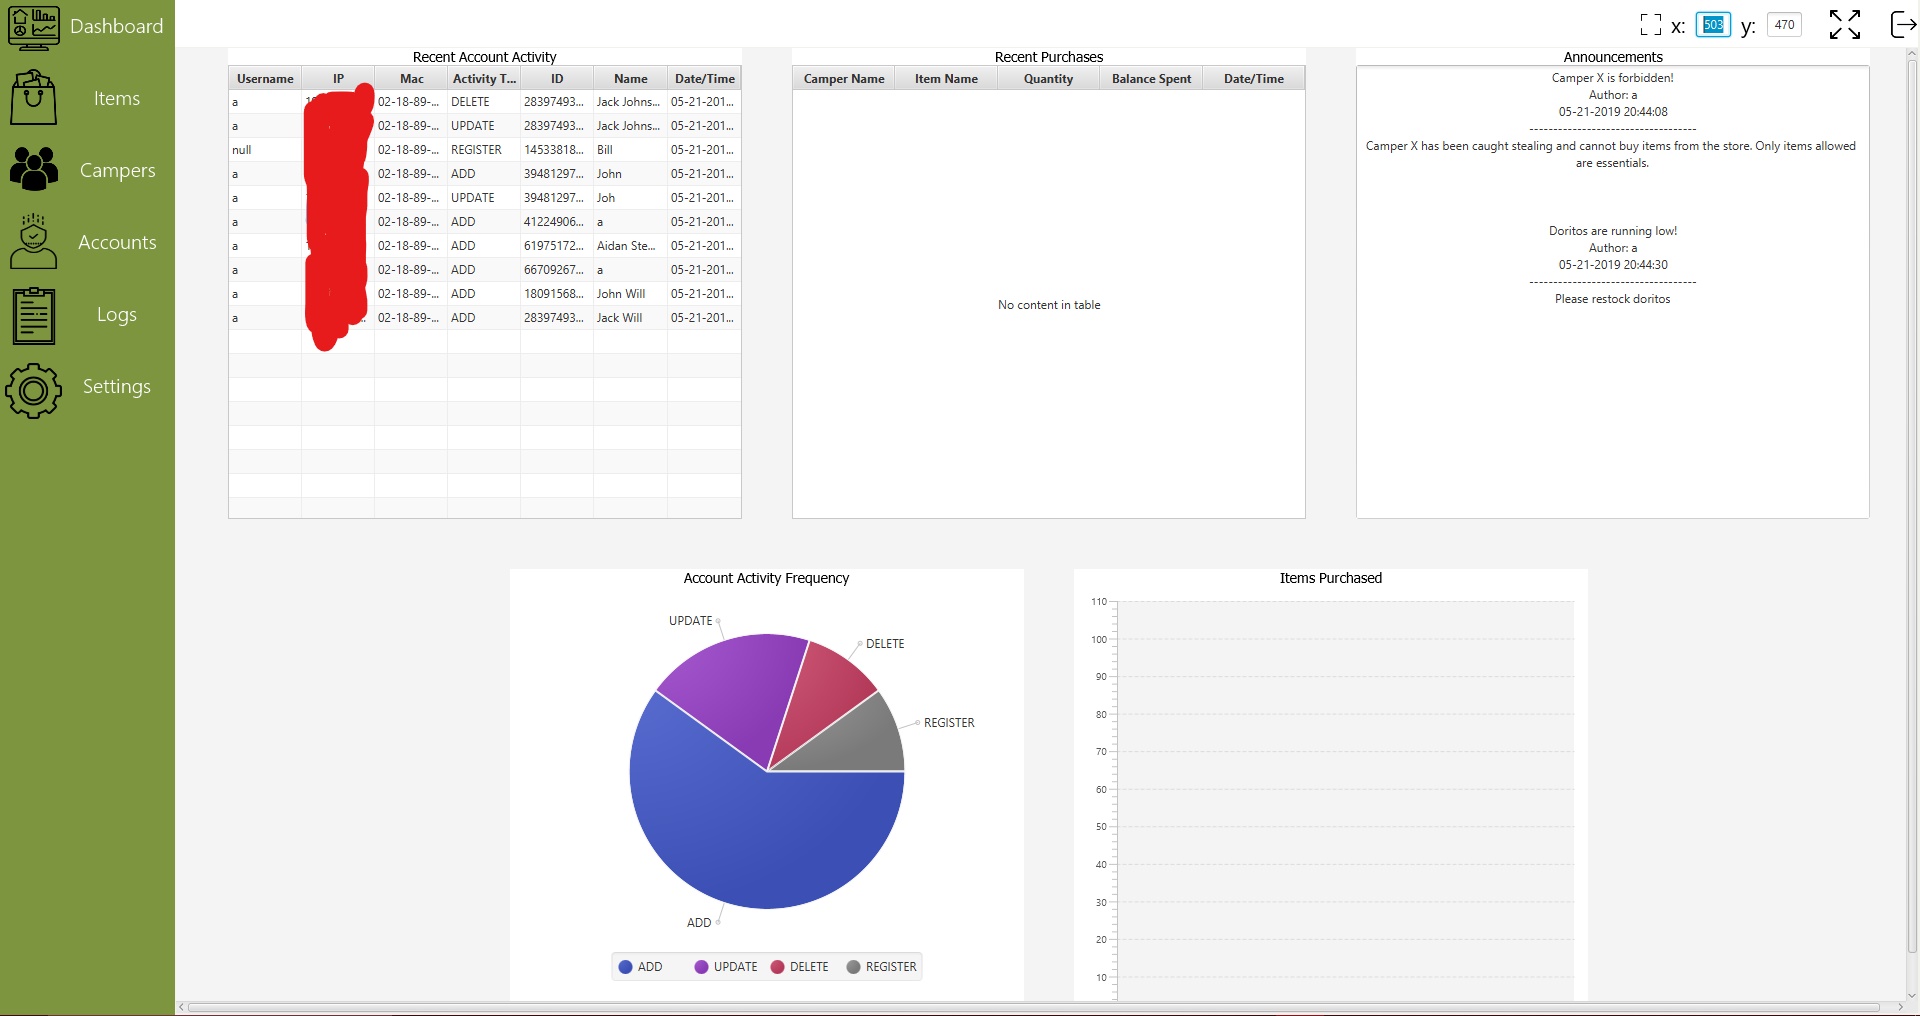 Dashboard
Items
Campers
Accounts
Logs
Settings
x: 503 y: 470
Recent Account Activity
Username IP Mac Activity T... ID Name Date/Time
a 02-18-89-... DELETE 28397493... Jack Johns... 05-21-201...
a 02-18-89-... UPDATE 28397493... Jack Johns... 05-21-201...
null 02-18-89-... REGISTER 14533818... Bill 05-21-201...
a 02-18-89-... ADD 39481297... John 05-21-201...
a 02-18-89-... UPDATE 39481297... Joh 05-21-201...
a 02-18-89-... ADD 41224906... a 05-21-201...
a 02-18-89-... ADD 61975172... Aidan Ste... 05-21-201...
a 02-18-89-... ADD 66709267... a 05-21-201...
a 02-18-89-... ADD 18091568... John Will 05-21-201...
a 02-18-89-... ADD 28397493... Jack Will 05-21-201...
Recent Purchases
Camper Name Item Name Quantity Balance Spent Date/Time
No content in table
Announcements
Camper X is forbidden!
Author: a
05-21-2019 20:44:08
----------------------------------
Camper X has been caught stealing and cannot buy items from the store. Only items allowed
are essentials.
Doritos are running low!
Author: a
05-21-2019 20:44:30
----------------------------------
Please restock doritos
Account Activity Frequency
UPDATE
DELETE
REGISTER
ADD
ADD UPDATE DELETE REGISTER
Items Purchased
110
100
90
80
70
60
50
40
30
20
10